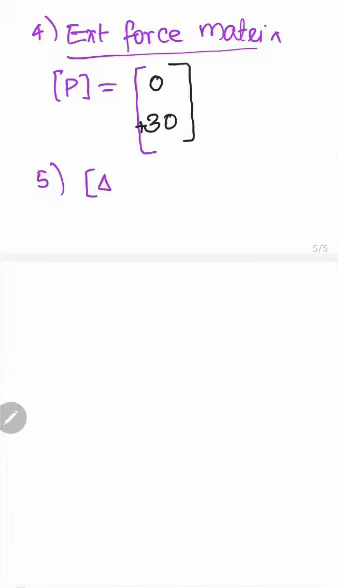 4) Ext force matrix
[P] = [0
+30]
5) [Δ
5/5